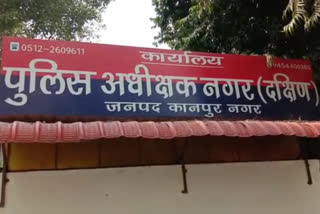 0512-2609611
कार्यालय
पुलिस अधीक्षक नगर (दक्षिण)
जनपद कानपुर नगर